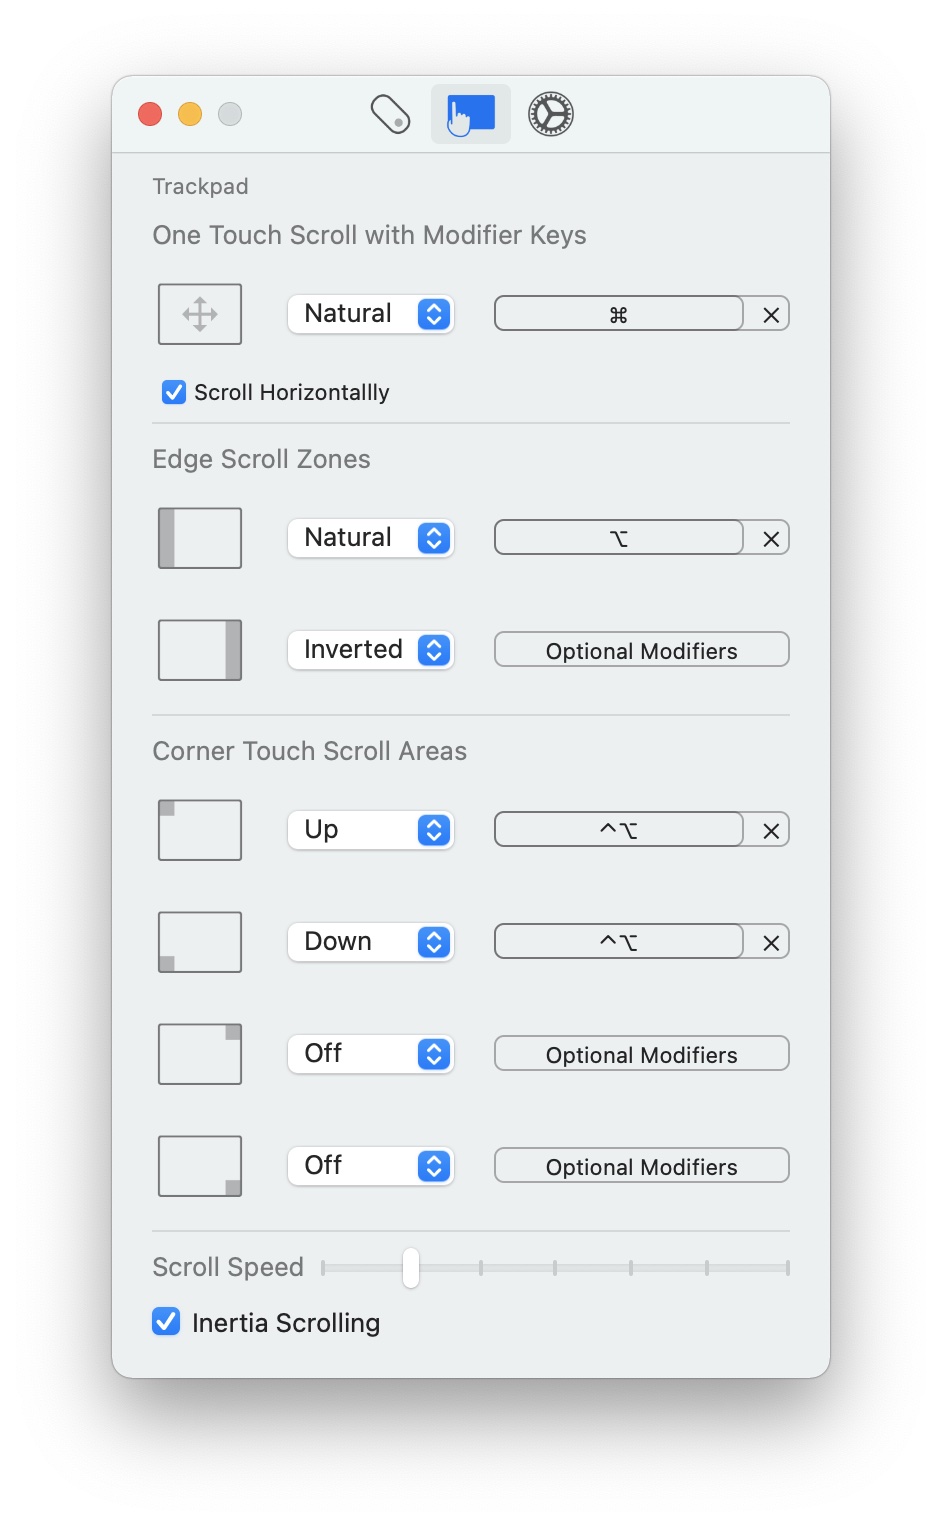 Trackpad
One Touch Scroll with Modifier Keys
Natural ⌘ ×
Scroll Horizontallly
Edge Scroll Zones
Natural ⌥ ×
Inverted Optional Modifiers
Corner Touch Scroll Areas
Up ^⌥ ×
Down ^⌥ ×
Off Optional Modifiers
Off Optional Modifiers
Scroll Speed
Inertia Scrolling